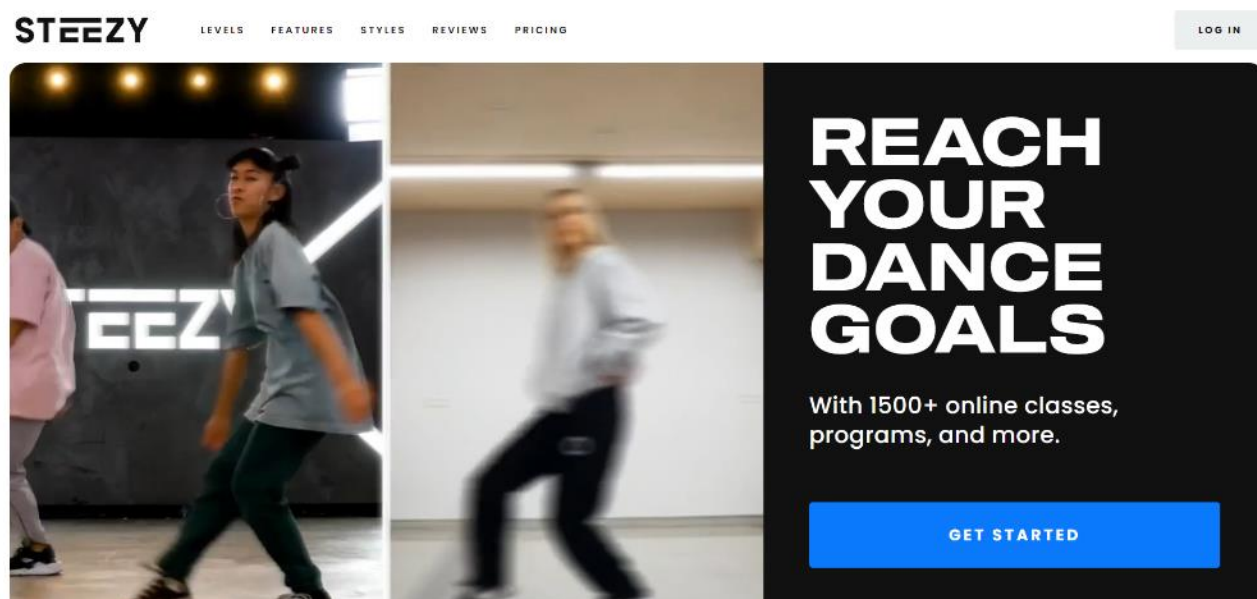 STEEZY
LEVELS FEATURES STYLES REVIEWS PRICING
LOG IN
TEEZY
REACH
YOUR
DANCE
GOALS
With 1500+ online classes,
programs, and more.
GET STARTED